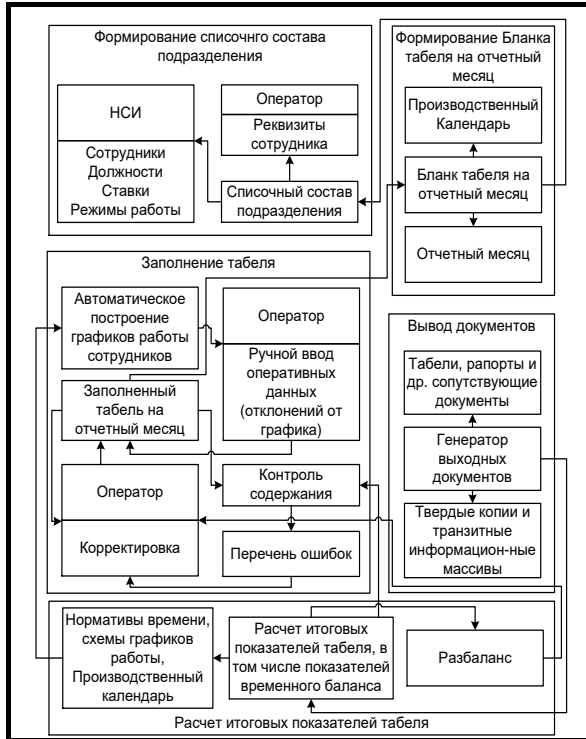 Формирование списочнго состава
подразделения
НСИ
Сотрудники
Должности
Ставки
Режимы работы
Оператор
Реквизиты
сотрудника
Списочный состав
подразделения
Формирование Бланка
табеля на отчетный
месяц
Производственный
Календарь
Бланк табеля на
отчетный месяц
Отчетный месяц
Заполнение табеля
Автоматическое
построение
графиков работы
сотрудников
Оператор
Ручной ввод
оперативных
данных
(отклонений от
графика)
Заполненный
табель на
отчетный месяц
Оператор
Корректировка
Контроль
содержания
Перечень ошибок
Вывод документов
Табели, рапорты и
др. сопутствующие
документы
Генератор
выходных
документов
Твердые копии и
транзитные
информацион-ные
массивы
Нормативы времени,
схемы графиков
работы,
Производственный
календарь
Расчет итоговых
показателей табеля, в
том числе показателей
временного баланса
Разбаланс
Расчет итоговых показателей табеля